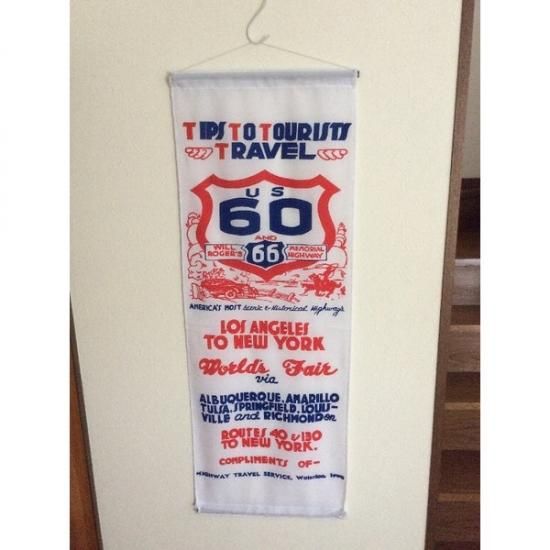 TIPS TO TOURISTS
TRAVEL
US
60
AND
WILL ROGER'S 66 MEMORIAL HIGHWAY
AMERICA'S MOST Scenic & Historical Highways
LOS ANGELES
TO NEW YORK
World's Fair
via
ALBUQUERQUE, AMARILLO
TULSA, SPRINGFIELD, LOUIS-
VILLE and RICHMOND on
ROUTES 40 & 130
TO NEW YORK.
COMPLIMENTS OF-
HIGHWAY TRAVEL SERVICE, Waterloo, Iowa